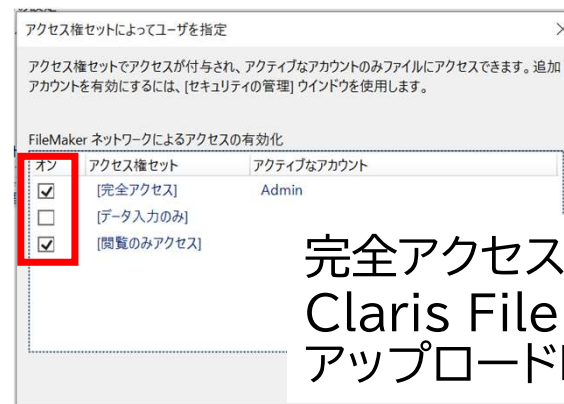 アクセス権セットによってユーザを指定
アクセス権セットでアクセスが付与され、アクティブなアカウントのみファイルにアクセスできます。追加
アカウントを有効にするには、[セキュリティの管理] ウインドウを使用します。
FileMaker ネットワークによるアクセスの有効化
オン アクセス権セット アクティブなアカウント
[完全アクセス] Admin
[データ入力のみ]
[閲覧のみアクセス]
完全アクセス
Claris File
アップロード